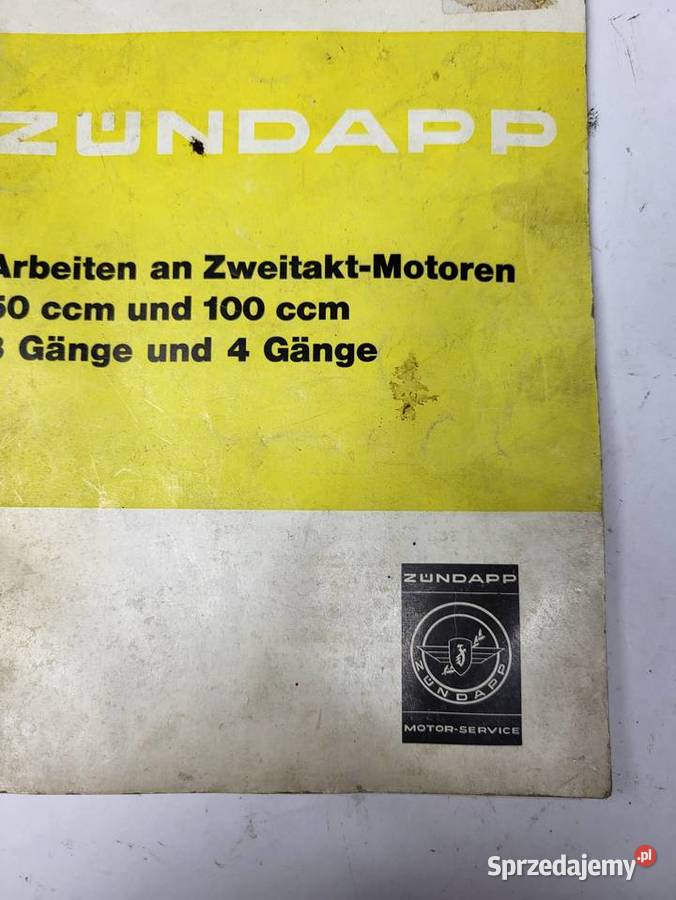 ZÜNDAPP
Arbeiten an Zweitakt-Motoren
50 ccm und 100 ccm
3 Gänge und 4 Gänge
ZÜNDAPP
ZÜNDAPP
MOTOR-SERVICE
Sprzedajemy.pl